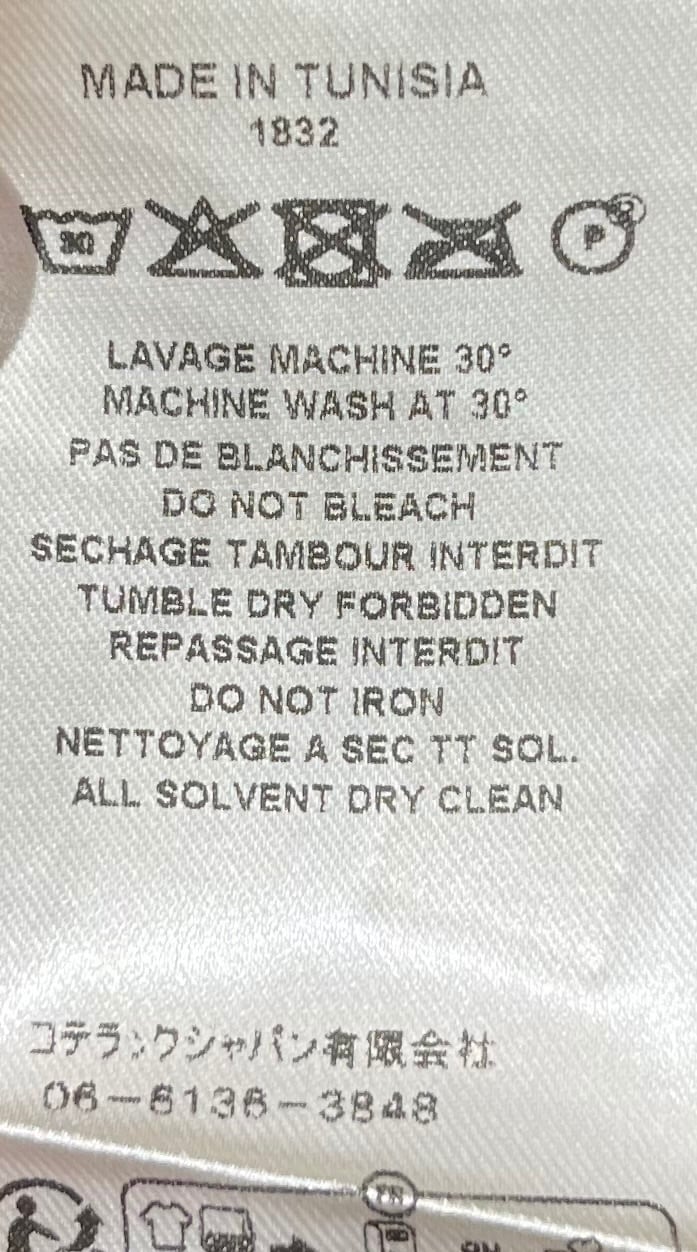 MADE IN TUNISIA
1832
30 P
LAVAGE MACHINE 30°
MACHINE WASH AT 30°
PAS DE BLANCHISSEMENT
DO NOT BLEACH
SECHAGE TAMBOUR INTERDIT
TUMBLE DRY FORBIDDEN
REPASSAGE INTERDIT
DO NOT IRON
NETTOYAGE A SEC TT SOL.
ALL SOLVENT DRY CLEAN
コテラックジャパン有限会社
06-6136-3848
FR